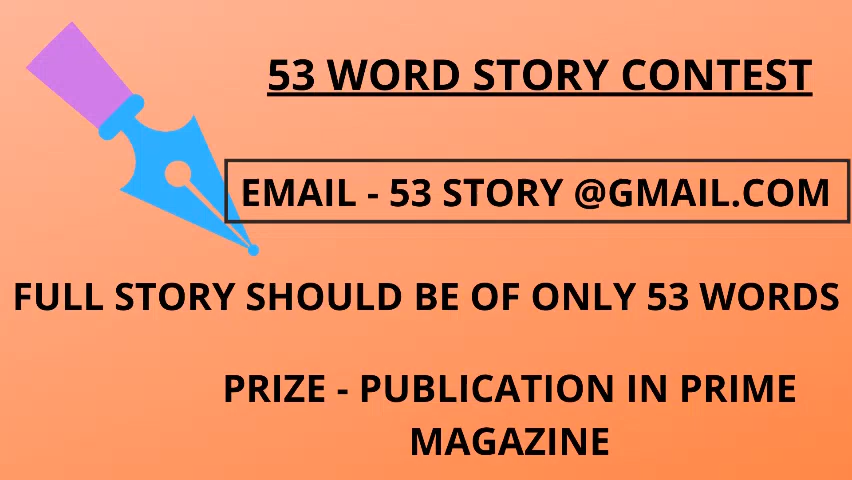 53 WORD STORY CONTEST
EMAIL - 53 STORY @GMAIL.COM
FULL STORY SHOULD BE OF ONLY 53 WORDS
PRIZE - PUBLICATION IN PRIME
MAGAZINE